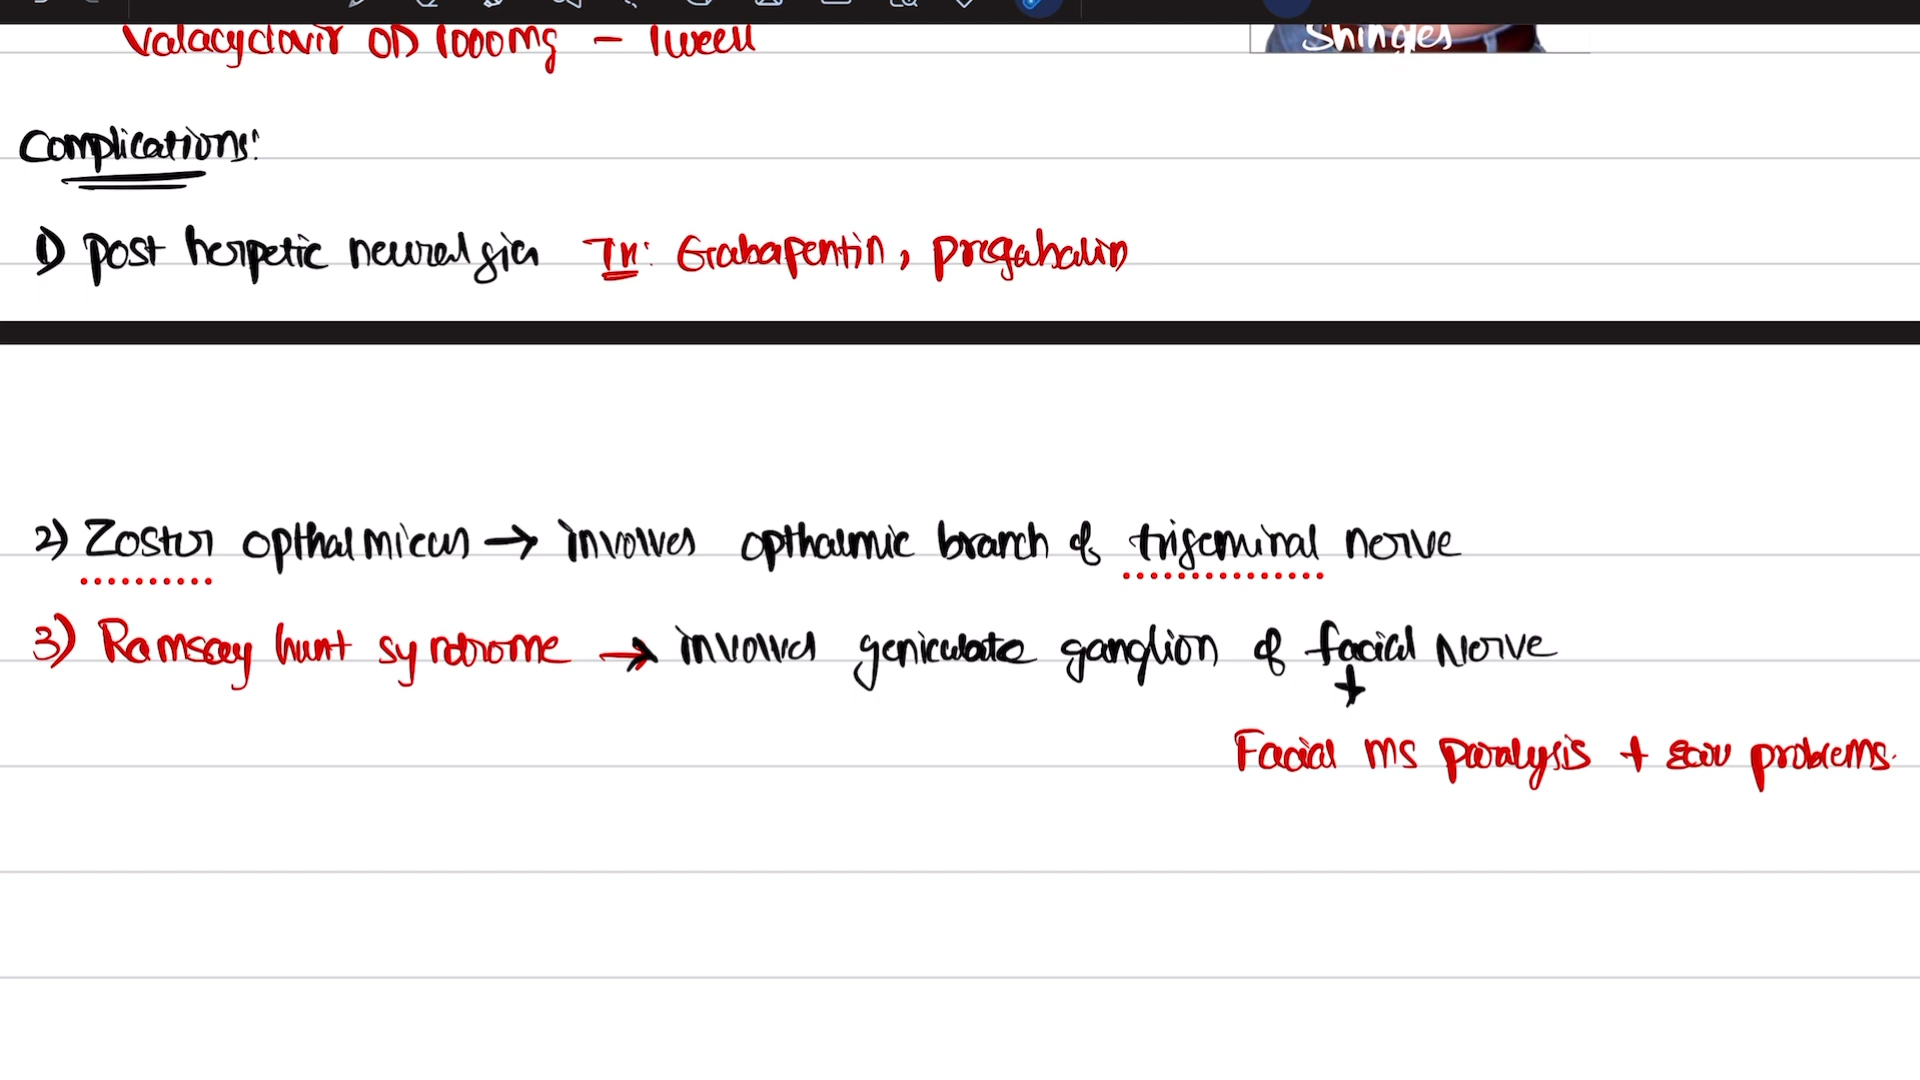 Valacyclovir OD 1000mg - 1week
Shingles
Complications:
1) post herpetic neuralgia Tx: Gabapentin, pregabalin
2) Zoster opthalmicus → involves opthalmic branch of trigeminal nerve
3) Ramsay hunt syndrome → involves geniculate ganglion of facial Nerve
+
Facial ms paralysis + ear problems.